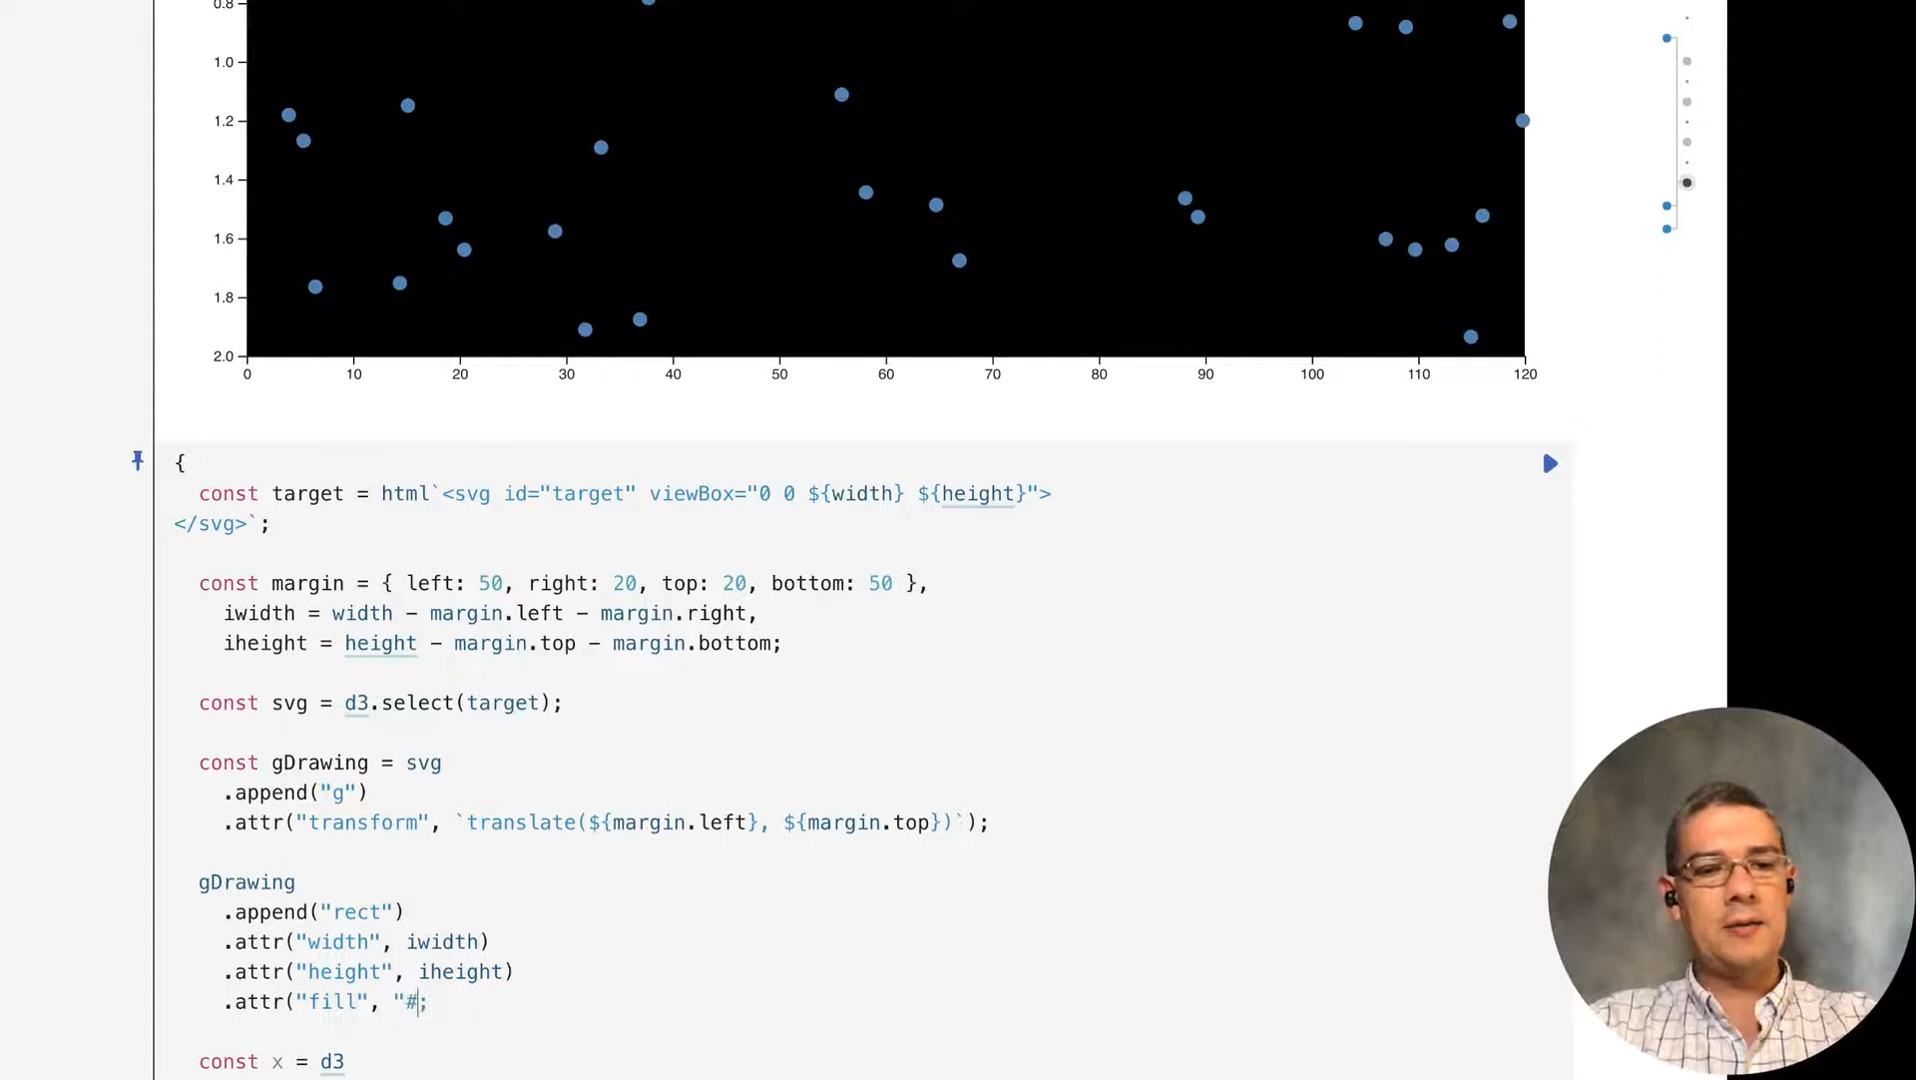 0.8
1.0
1.2
1.4
1.6
1.8
2.0
0 10 20 30 40 50 60 70 80 90 100 110 120
{
const target = html`<svg id="target" viewBox="0 0 ${width} ${height}">
</svg>`;
const margin = { left: 50, right: 20, top: 20, bottom: 50 },
iwidth = width - margin.left - margin.right,
iheight = height - margin.top - margin.bottom;
const svg = d3.select(target);
const gDrawing = svg
.append("g")
.attr("transform", `translate(${margin.left}, ${margin.top})`);
gDrawing
.append("rect")
.attr("width", iwidth)
.attr("height", iheight)
.attr("fill", "#;
const x = d3